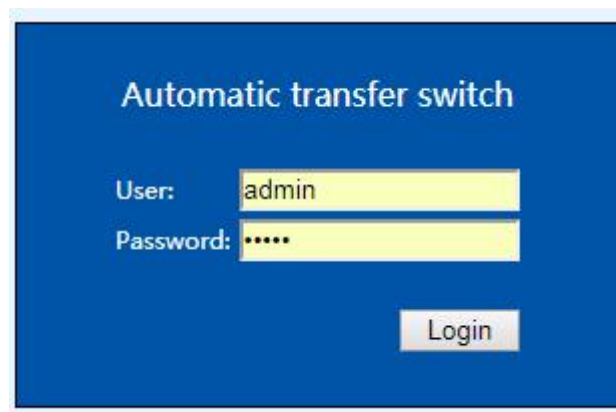 Automatic transfer switch
User: admin
Password: •••••
Login